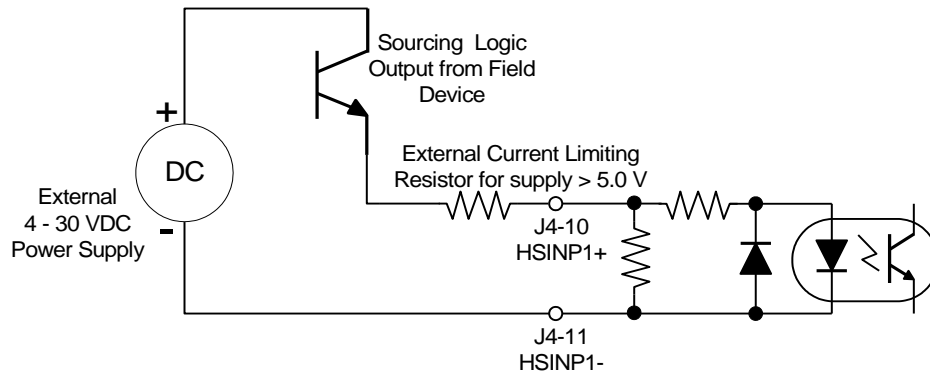 Sourcing Logic
Output from Field
Device
+
DC
External
4 - 30 VDC
Power Supply
-
External Current Limiting
Resistor for supply > 5.0 V
J4-10
HSINP1+
J4-11
HSINP1-